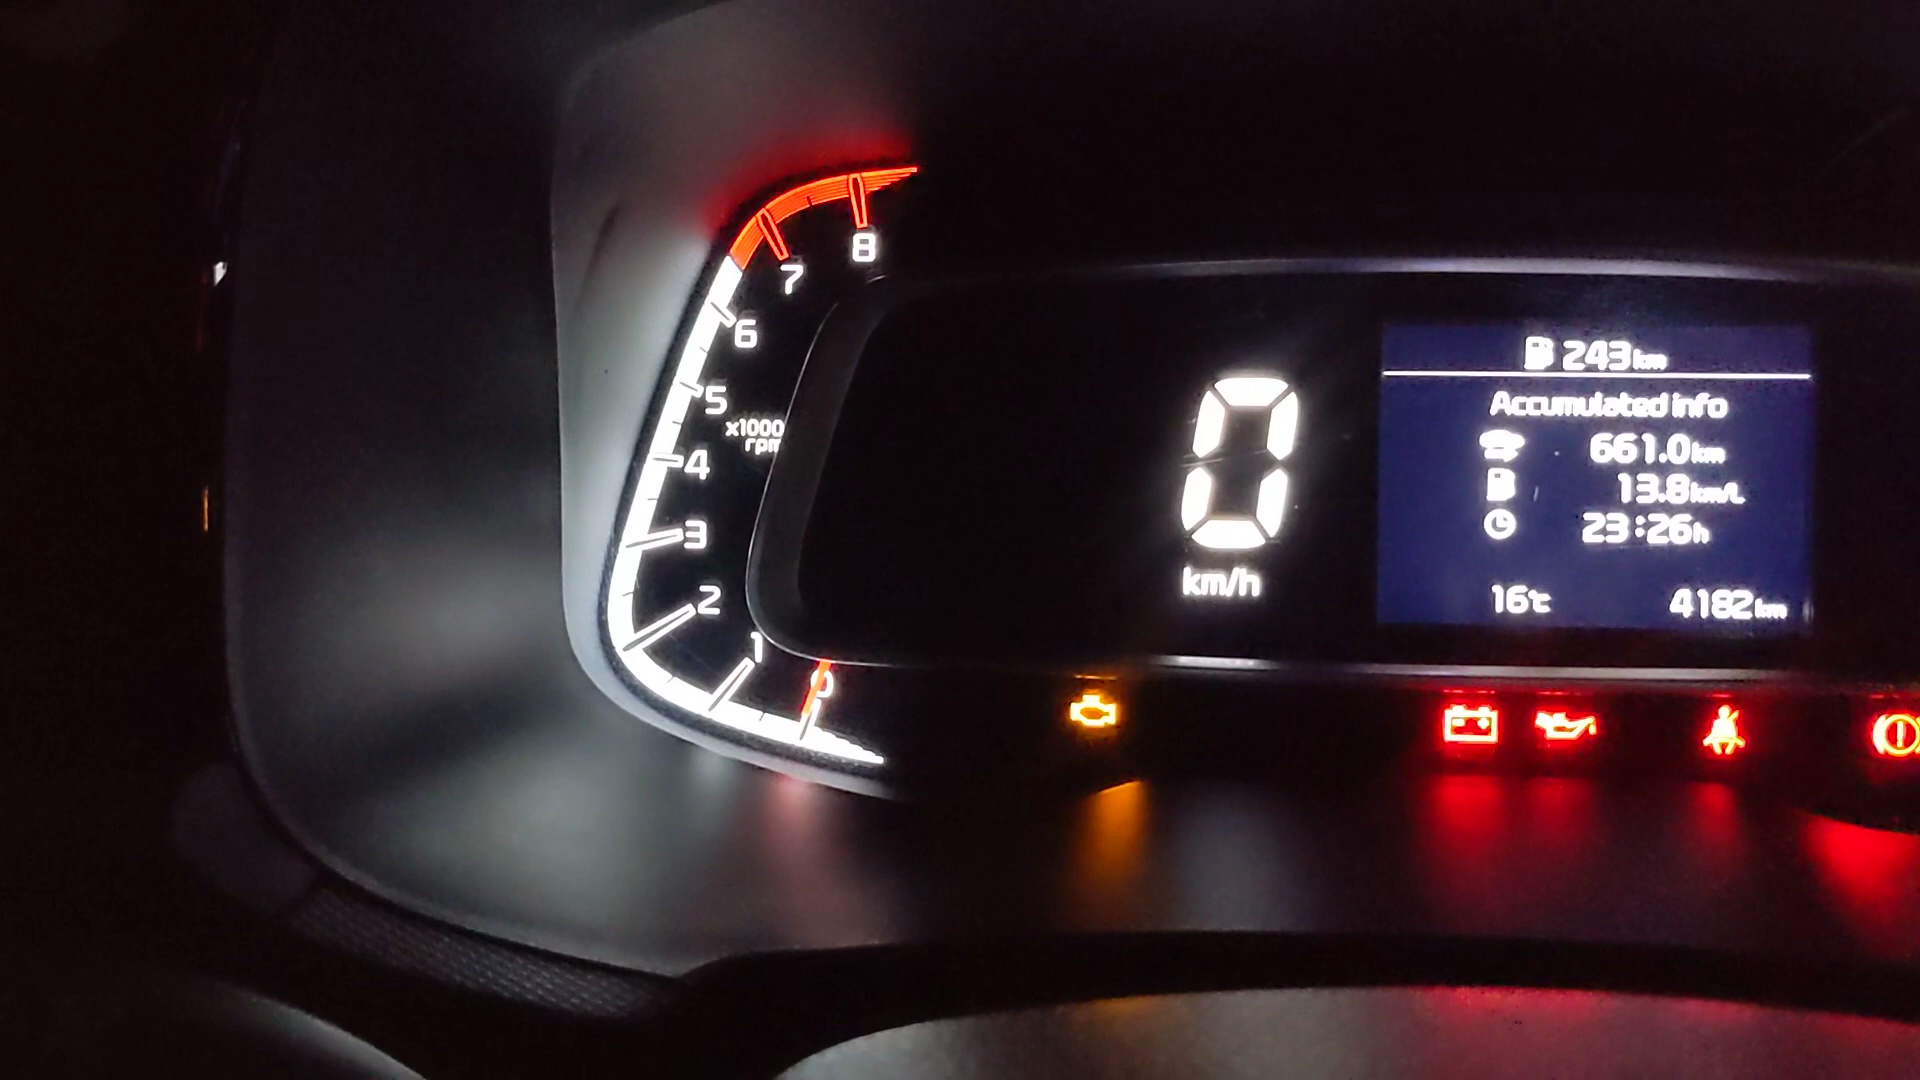 8
7
6
5
x1000
rpm
4
3
2
1
0
0
km/h
243km
Accumulated info
661.0km
13.8km/L
23:26h
16℃
4182km